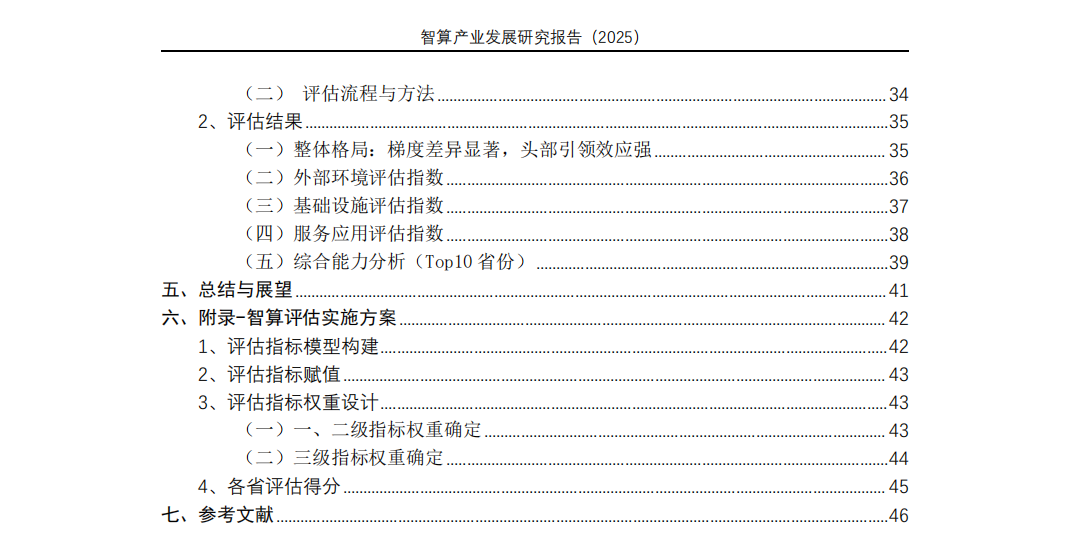 智算产业发展研究报告（2025）
（二） 评估流程与方法 34
2、评估结果 35
（一）整体格局：梯度差异显著，头部引领效应强 35
（二）外部环境评估指数 36
（三）基础设施评估指数 37
（四）服务应用评估指数 38
（五）综合能力分析（Top10 省份） 39
五、总结与展望 41
六、附录-智算评估实施方案 42
1、评估指标模型构建 42
2、评估指标赋值 43
3、评估指标权重设计 43
（一）一、二级指标权重确定 43
（二）三级指标权重确定 44
4、各省评估得分 45
七、参考文献 46